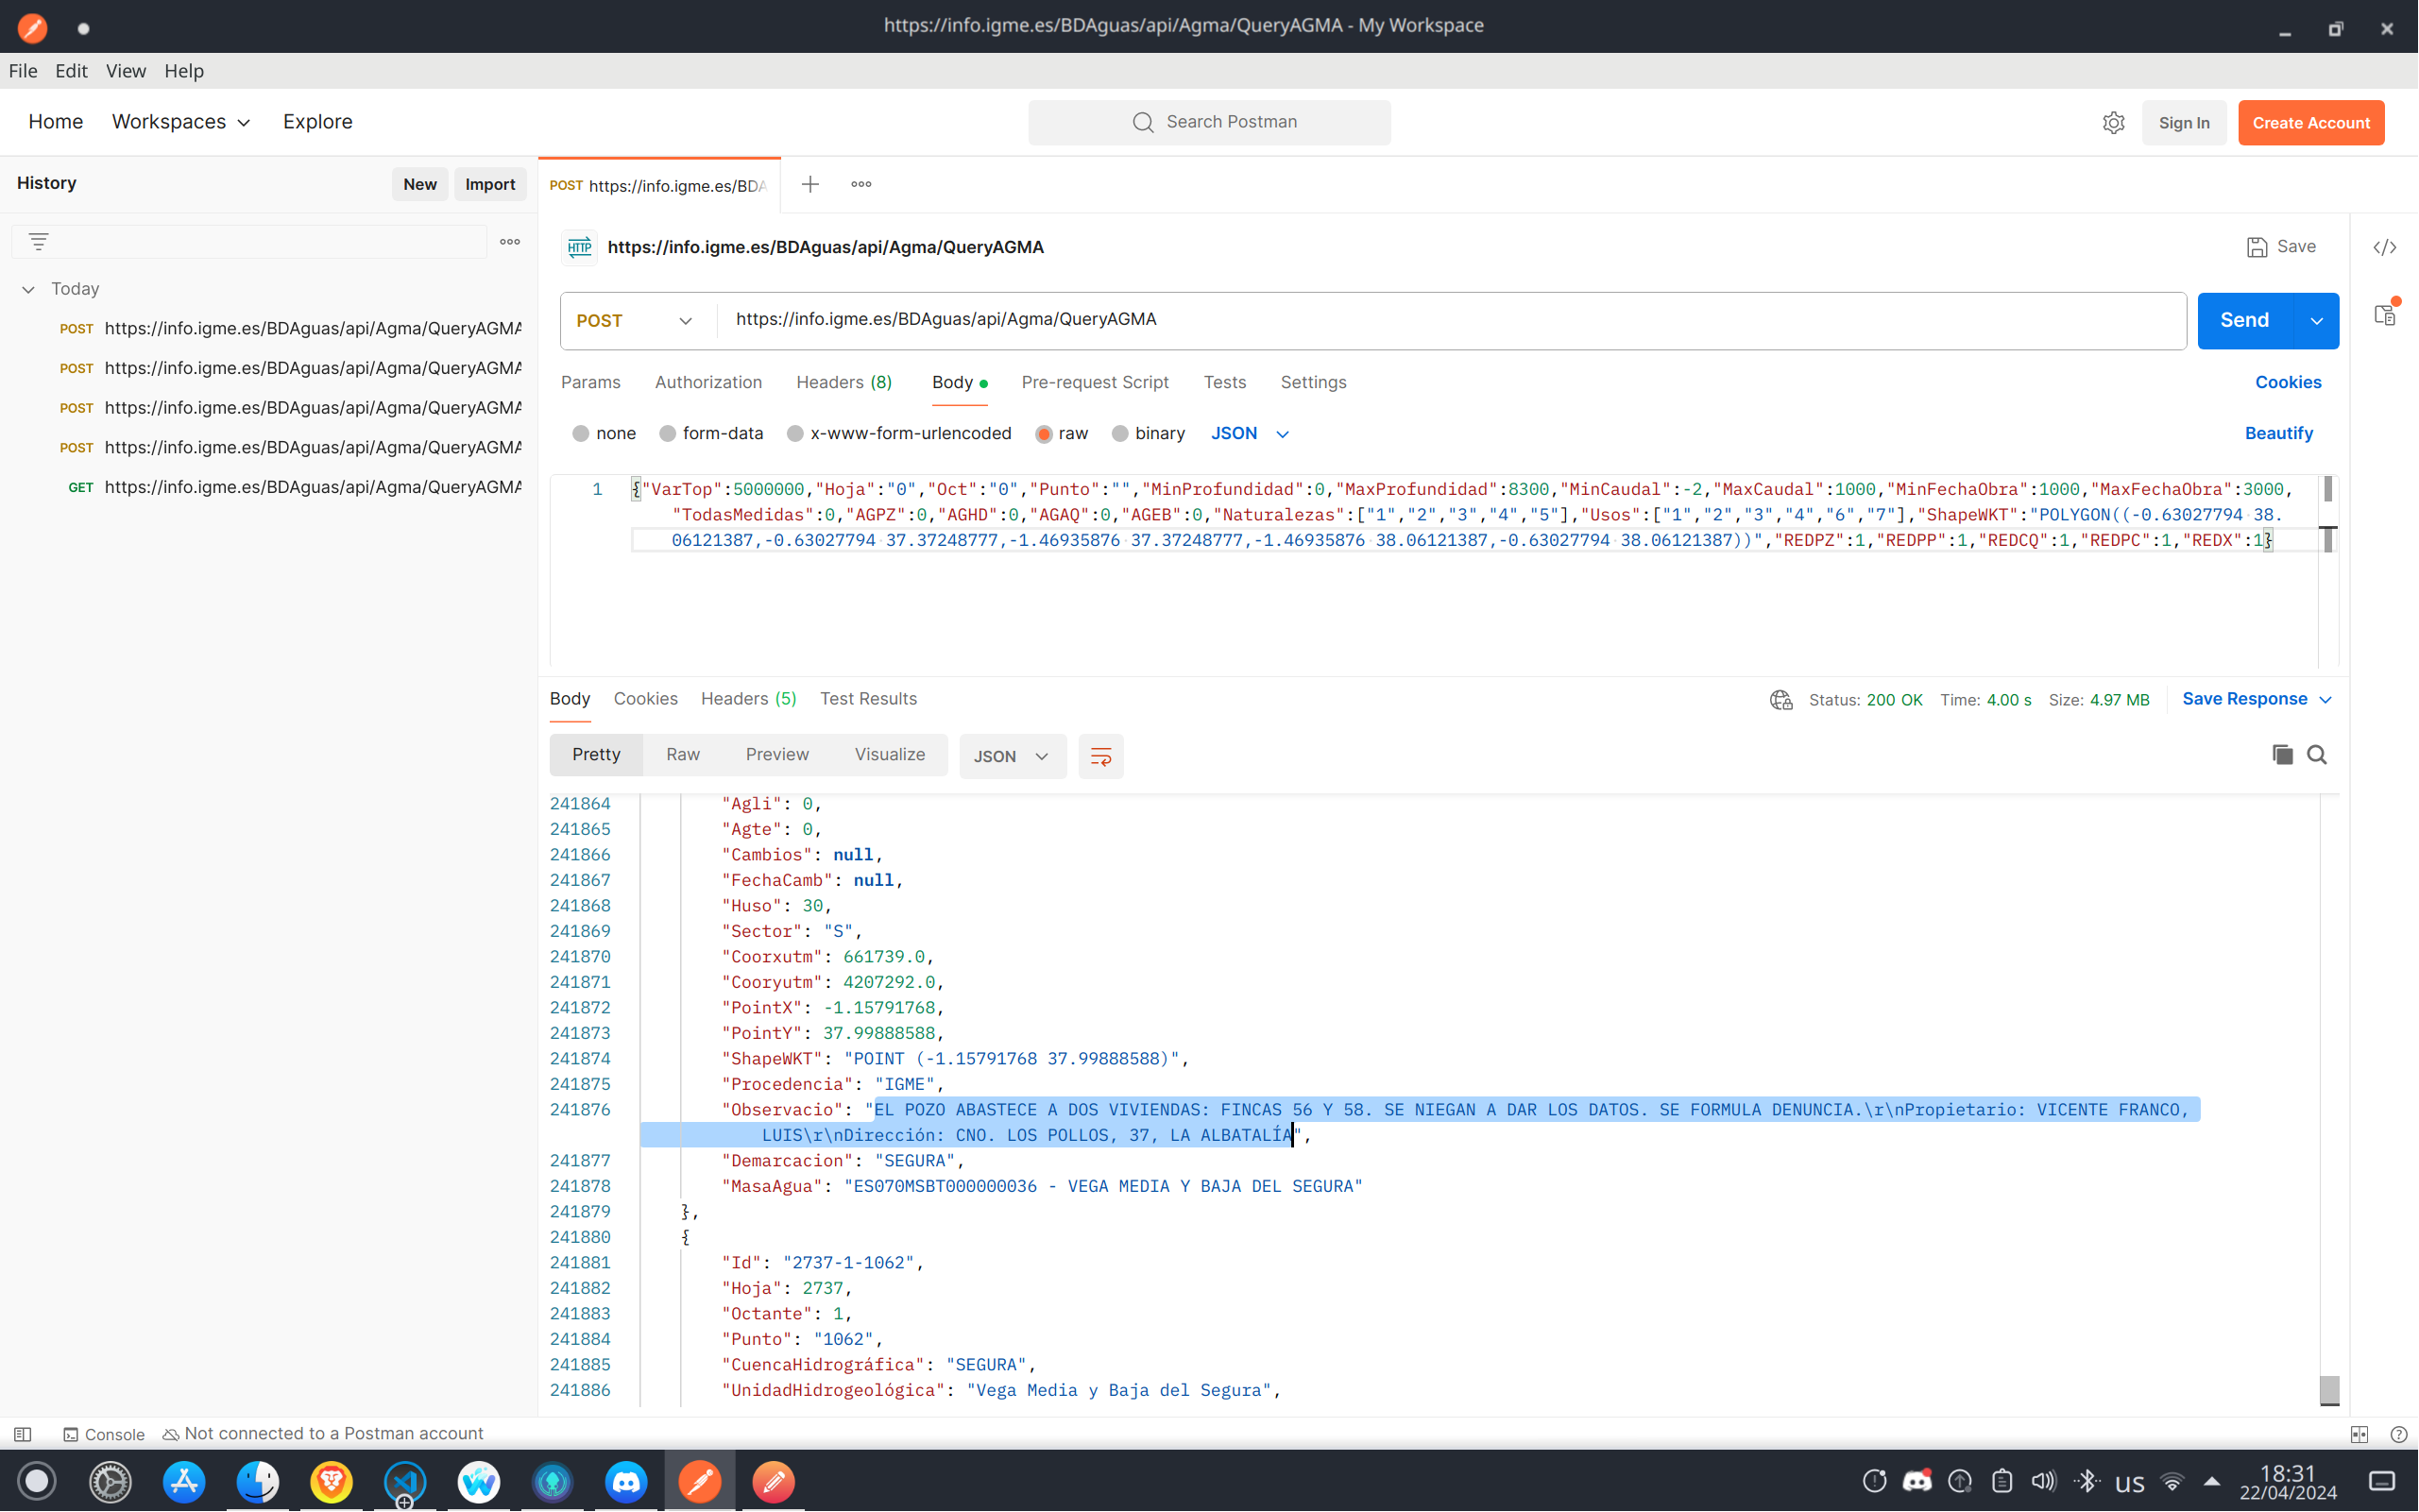 https://info.igme.es/BDAguas/api/Agma/QueryAGMA - My Workspace
File Edit View Help
Home Workspaces Explore
Search Postman
Sign In
Create Account
History
New
Import
POST https://info.igme.es/BDA
Today
POST https://info.igme.es/BDAguas/api/Agma/QueryAGMA
POST https://info.igme.es/BDAguas/api/Agma/QueryAGMA
POST https://info.igme.es/BDAguas/api/Agma/QueryAGMA
POST https://info.igme.es/BDAguas/api/Agma/QueryAGMA
GET https://info.igme.es/BDAguas/api/Agma/QueryAGMA
HTTP https://info.igme.es/BDAguas/api/Agma/QueryAGMA
Save
POST https://info.igme.es/BDAguas/api/Agma/QueryAGMA
Send
Params Authorization Headers (8) Body Pre-request Script Tests Settings
Cookies
none form-data x-www-form-urlencoded raw binary JSON
Beautify
1 {"VarTop":5000000,"Hoja":"0","Oct":"0","Punto":"","MinProfundidad":0,"MaxProfundidad":8300,"MinCaudal":-2,"MaxCaudal":1000,"MinFechaObra":1000,"MaxFechaObra":3000,
"TodasMedidas":0,"AGPZ":0,"AGHD":0,"AGAQ":0,"AGEB":0,"Naturalezas":["1","2","3","4","5"],"Usos":["1","2","3","4","6","7"],"ShapeWKT":"POLYGON((-0.63027794 38.
06121387,-0.63027794 37.37248777,-1.46935876 37.37248777,-1.46935876 38.06121387,-0.63027794 38.06121387))","REDPZ":1,"REDPP":1,"REDCQ":1,"REDPC":1,"REDX":1}
Body Cookies Headers (5) Test Results
Status: 200 OK Time: 4.00 s Size: 4.97 MB
Save Response
Pretty Raw Preview Visualize JSON
241864 "Agli": 0,
241865 "Agte": 0,
241866 "Cambios": null,
241867 "FechaCamb": null,
241868 "Huso": 30,
241869 "Sector": "S",
241870 "Coorxutm": 661739.0,
241871 "Cooryutm": 4207292.0,
241872 "PointX": -1.15791768,
241873 "PointY": 37.99888588,
241874 "ShapeWKT": "POINT (-1.15791768 37.99888588)",
241875 "Procedencia": "IGME",
241876 "Observacio": "EL POZO ABASTECE A DOS VIVIENDAS: FINCAS 56 Y 58. SE NIEGAN A DAR LOS DATOS. SE FORMULA DENUNCIA.\r\nPropietario: VICENTE FRANCO,
LUIS\r\nDirección: CNO. LOS POLLOS, 37, LA ALBATALÍA",
241877 "Demarcacion": "SEGURA",
241878 "MasaAgua": "ES070MSBT000000036 - VEGA MEDIA Y BAJA DEL SEGURA"
241879 },
241880 {
241881 "Id": "2737-1-1062",
241882 "Hoja": 2737,
241883 "Octante": 1,
241884 "Punto": "1062",
241885 "CuencaHidrográfica": "SEGURA",
241886 "UnidadHidrogeológica": "Vega Media y Baja del Segura",
Console Not connected to a Postman account
us
18:31
22/04/2024